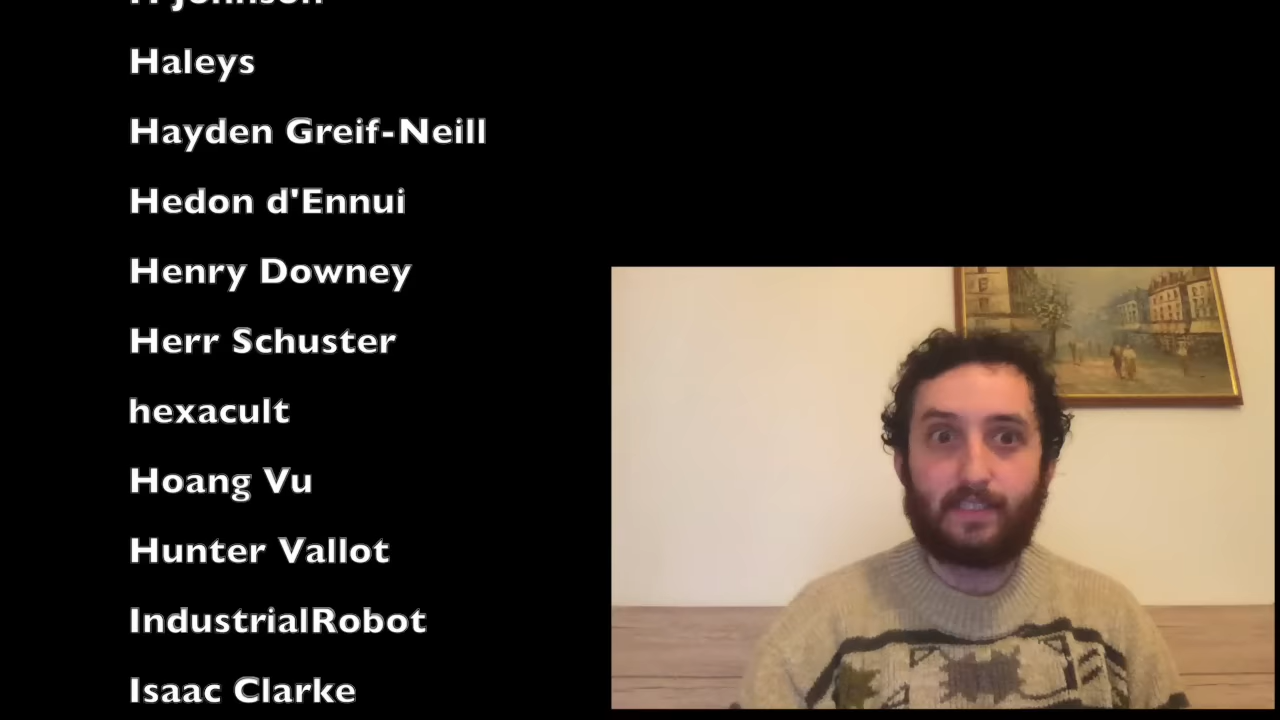 Haleys
Hayden Greif-Neill
Hedon d'Ennui
Henry Downey
Herr Schuster
hexacult
Hoang Vu
Hunter Vallot
IndustrialRobot
Isaac Clarke